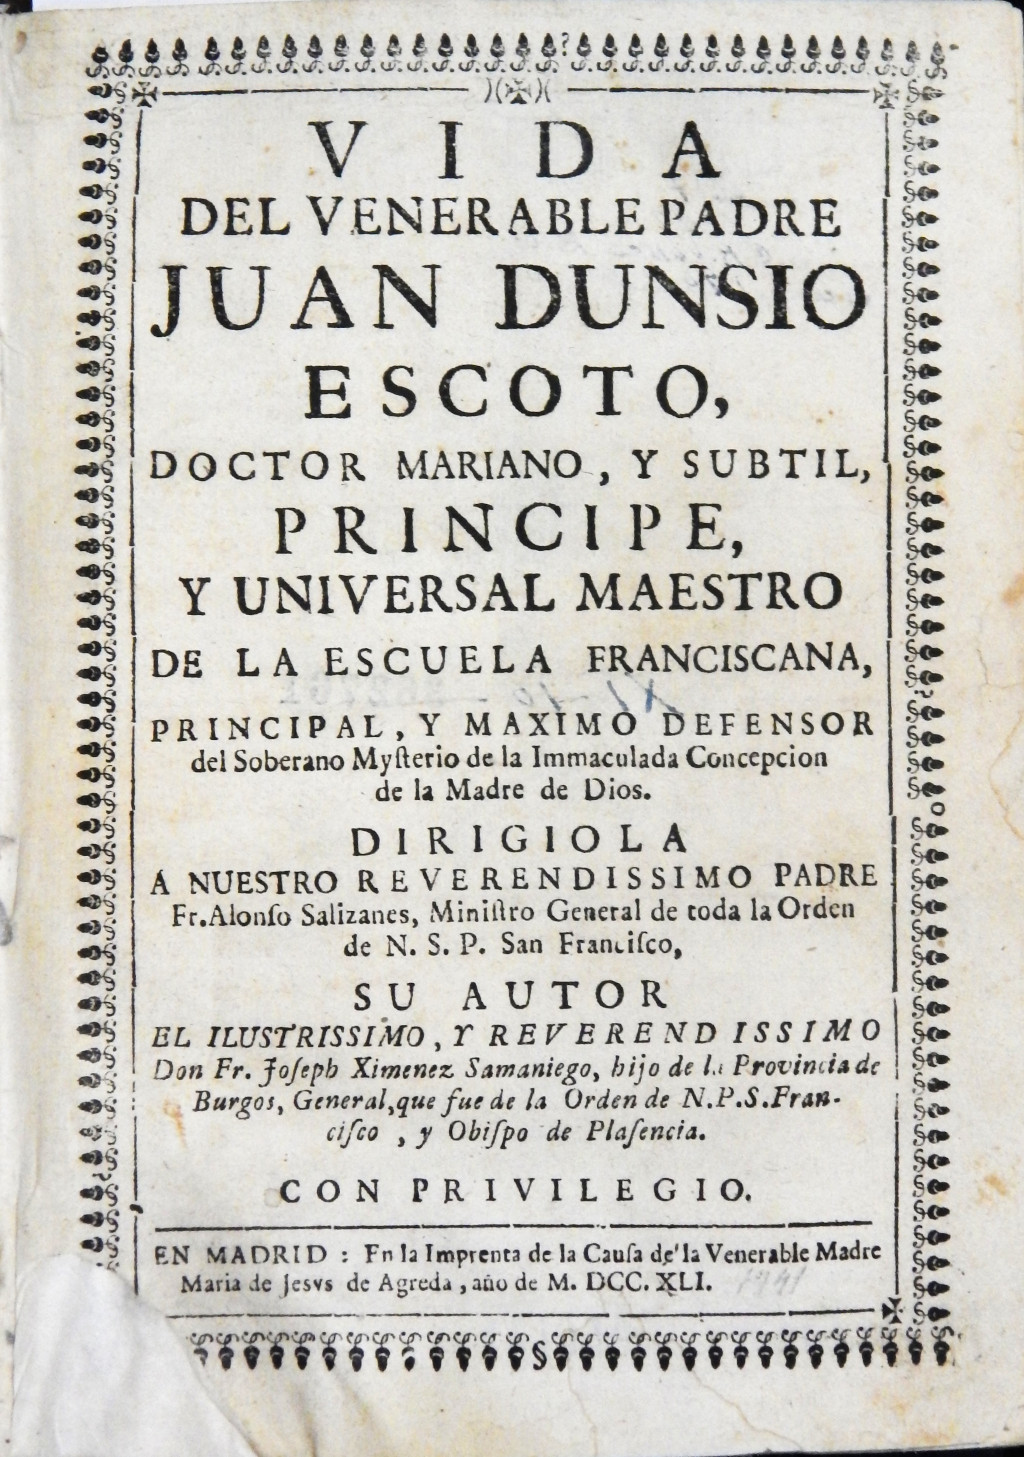 VIDA
DEL VENERABLE PADRE
JUAN DUNSIO
ESCOTO,
DOCTOR MARIANO, Y SUBTIL,
PRINCIPE,
Y UNIVERSAL MAESTRO
DE LA ESCUELA FRANCISCANA,
PRINCIPAL, Y MAXIMO DEFENSOR
del Soberano Myſterio de la Immaculada Concepcion
de la Madre de Dios.
DIRIGIOLA
A NUESTRO REVERENDISSIMO PADRE
Fr. Alonſo Salizanes, Miniſtro General de toda la Orden
de N. S. P. San Franciſco,
SU AUTOR
EL ILUSTRISSIMO, Y REVERENDISSIMO
Don Fr. Joſeph Ximenez Samaniego, hijo de la Provincia de
Burgos, General, que fue de la Orden de N.P.S. Fran-
ciſco, y Obiſpo de Plaſencia.
CON PRIVILEGIO.
EN MADRID: En la Imprenta de la Cauſa de la Venerable Madre
Maria de Jesvs de Agreda, año de M. DCC. XLI. 1741